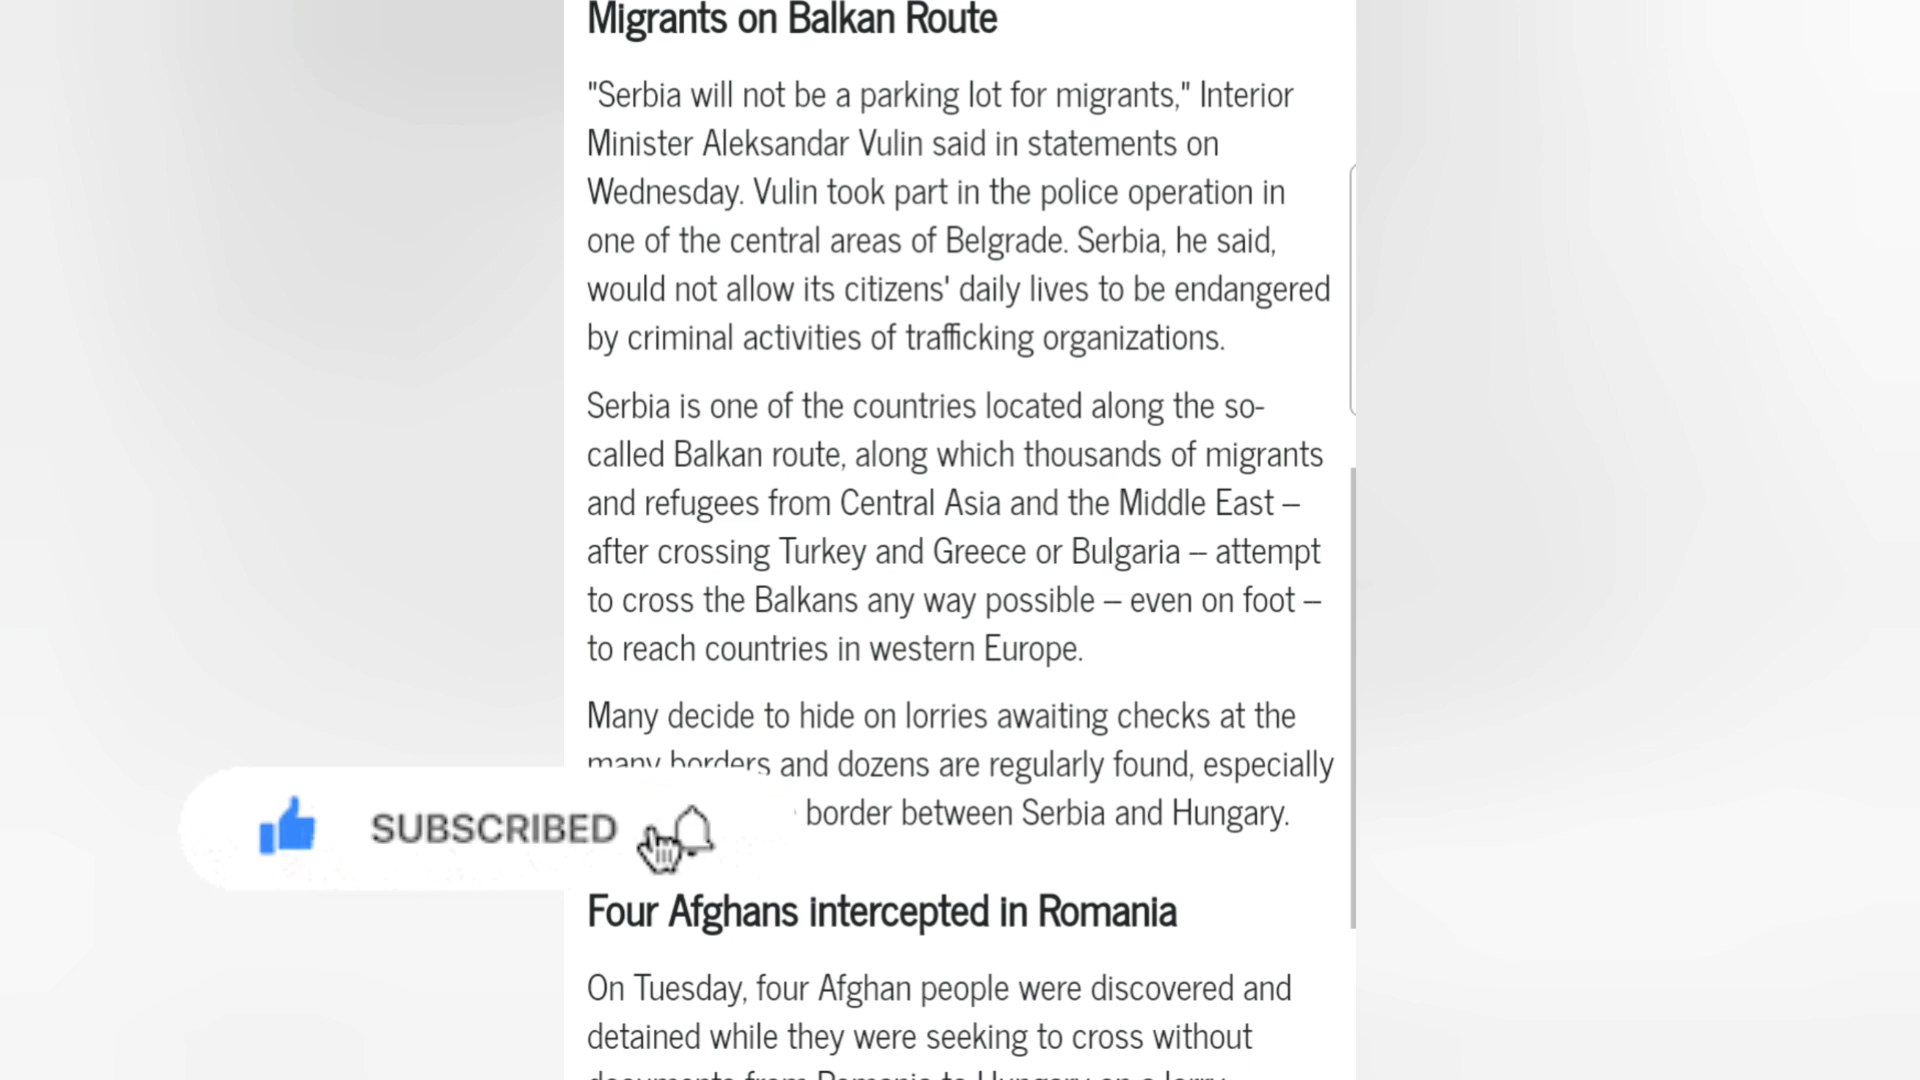 Migrants on Balkan Route
"Serbia will not be a parking lot for migrants," Interior
Minister Aleksandar Vulin said in statements on
Wednesday. Vulin took part in the police operation in
one of the central areas of Belgrade. Serbia, he said,
would not allow its citizens' daily lives to be endangered
by criminal activities of trafficking organizations.
Serbia is one of the countries located along the so-
called Balkan route, along which thousands of migrants
and refugees from Central Asia and the Middle East –
after crossing Turkey and Greece or Bulgaria – attempt
to cross the Balkans any way possible – even on foot –
to reach countries in western Europe.
Many decide to hide on lorries awaiting checks at the
many borders and dozens are regularly found, especially
border between Serbia and Hungary.
SUBSCRIBED
Four Afghans intercepted in Romania
On Tuesday, four Afghan people were discovered and
detained while they were seeking to cross without
documents from Romania to Hungary on a lorry